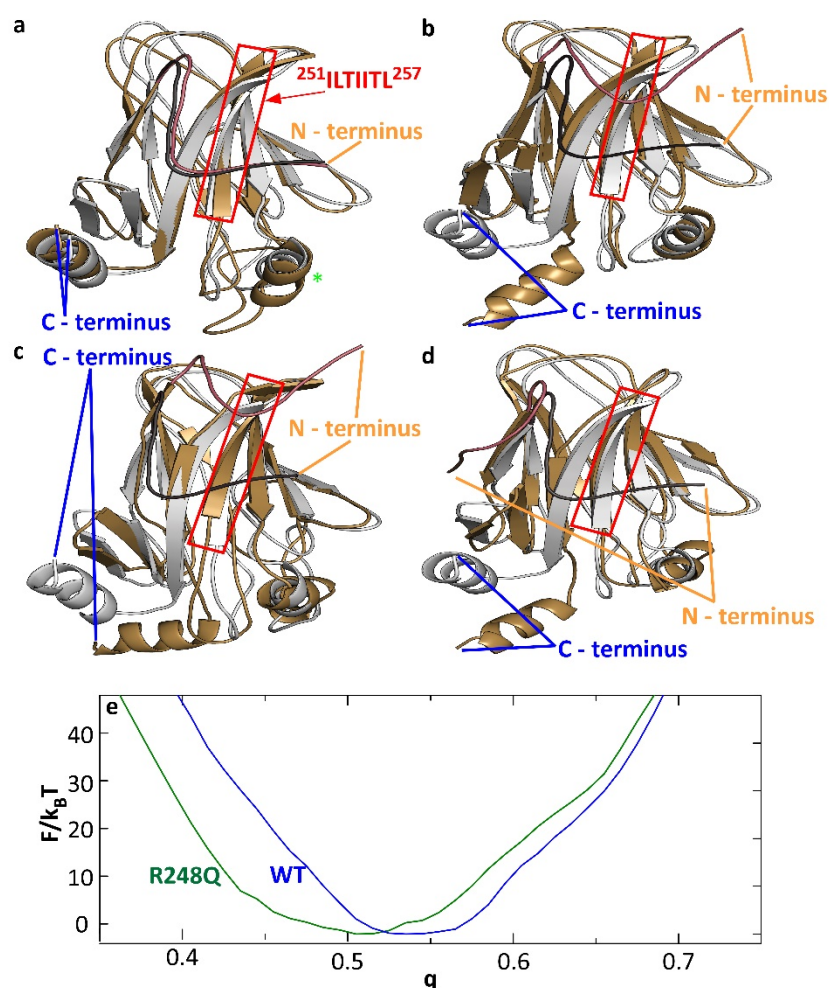 a
²⁵¹ILTIITL²⁵⁷
N - terminus
C - terminus
b
N - terminus
C - terminus
c
C - terminus
N - terminus
d
N - terminus
C - terminus
e
F/k_BT
40
30
20
10
0
R248Q
WT
0.4
0.5
0.6
0.7
q
*